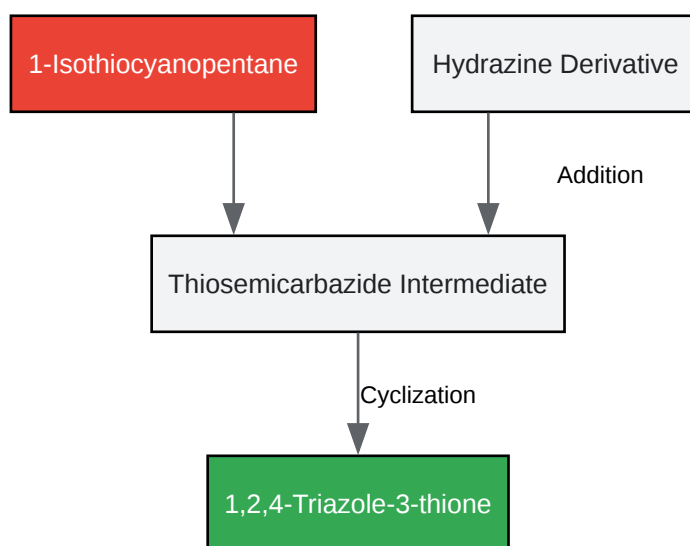 1-Isothiocyanopentane
Hydrazine Derivative
Addition
Thiosemicarbazide Intermediate
Cyclization
1,2,4-Triazole-3-thione